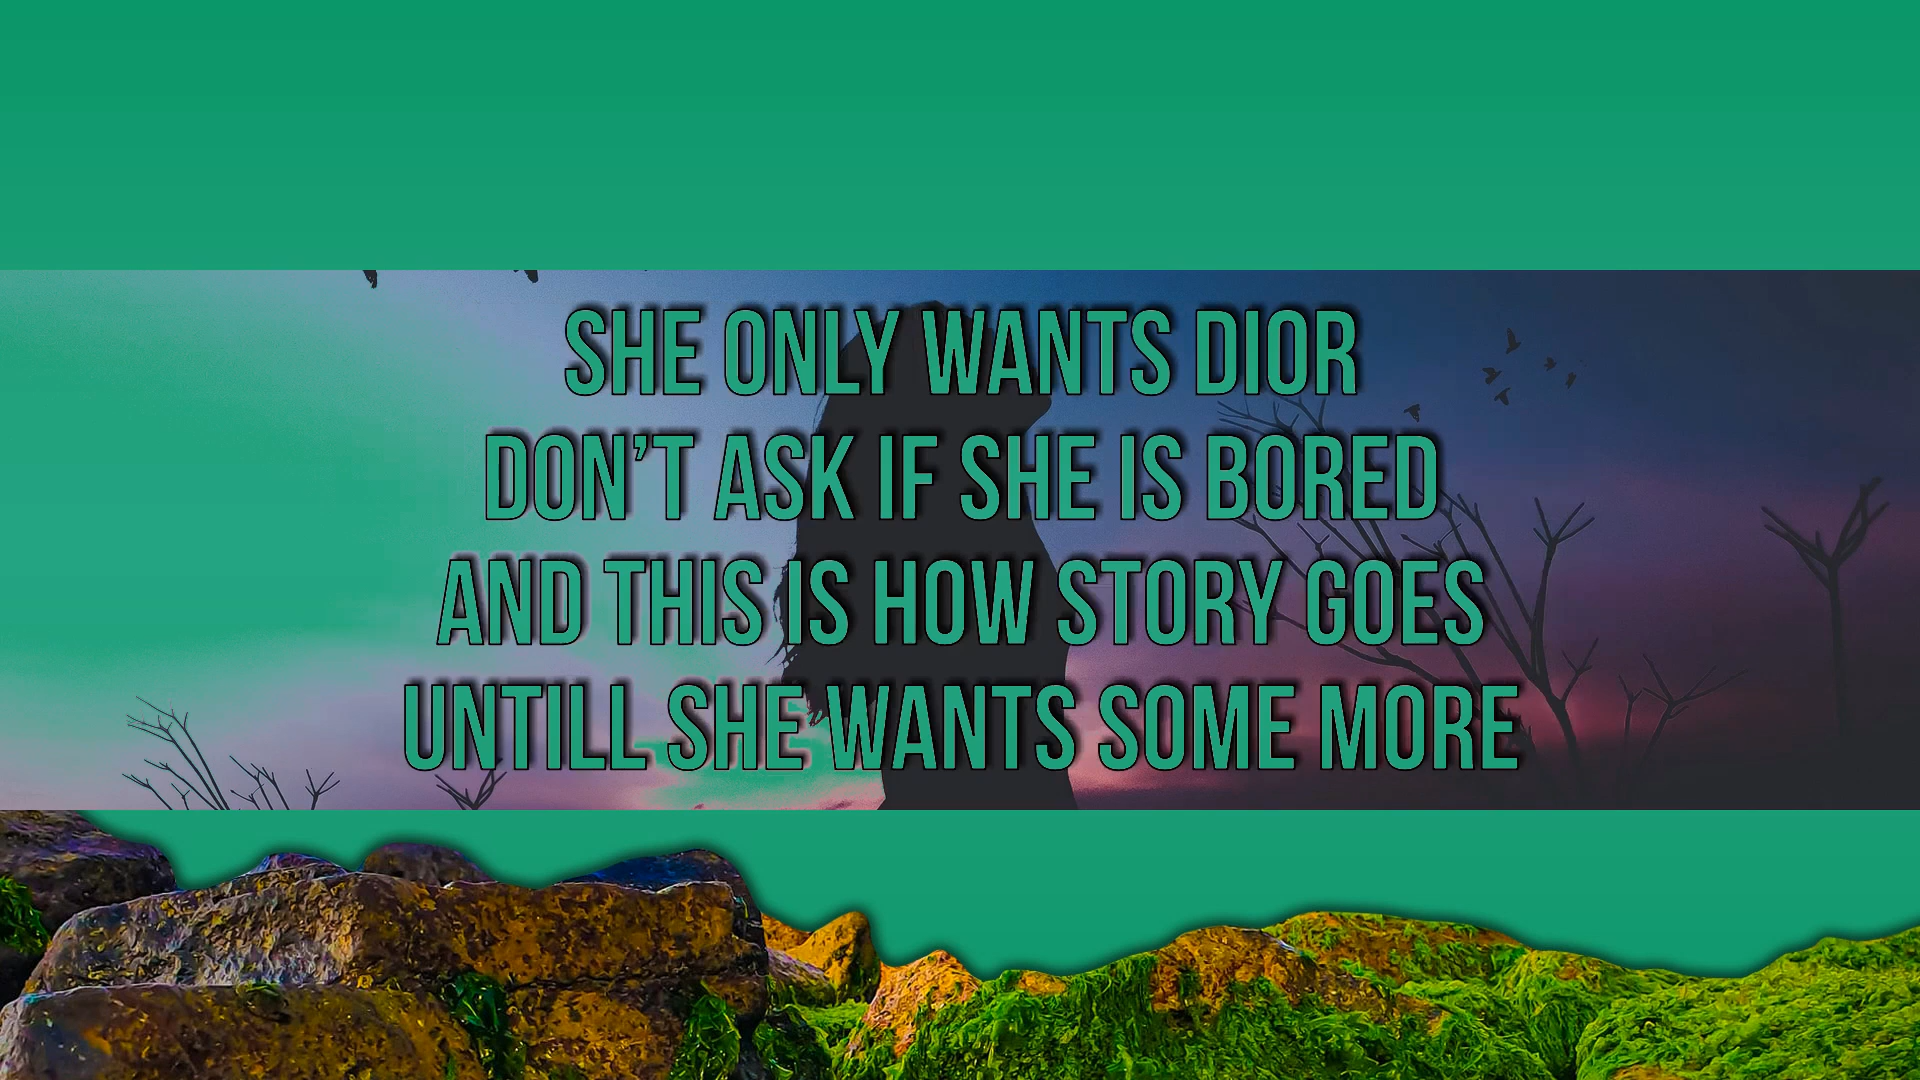 SHE ONLY WANTS DIOR
DON'T ASK IF SHE IS BORED
AND THIS IS HOW STORY GOES
UNTILL SHE WANTS SOME MORE